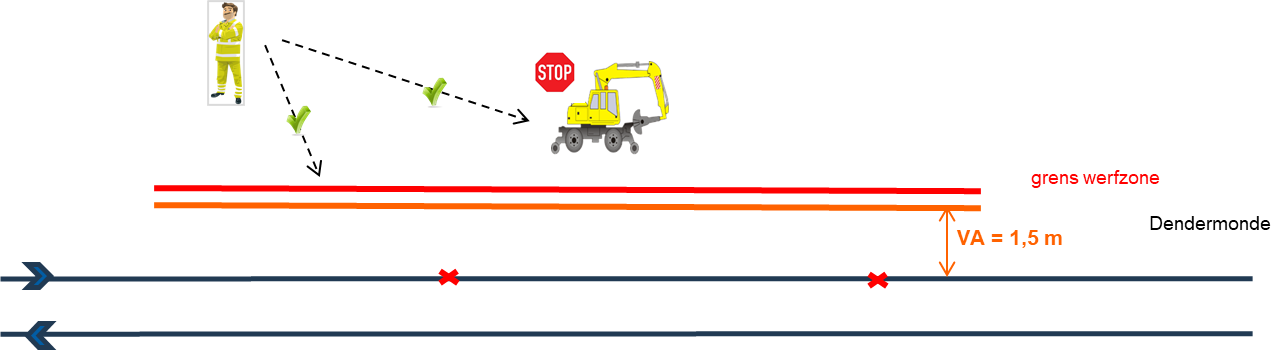 STOP
grens werfzone
Dendermonde
VA = 1,5 m